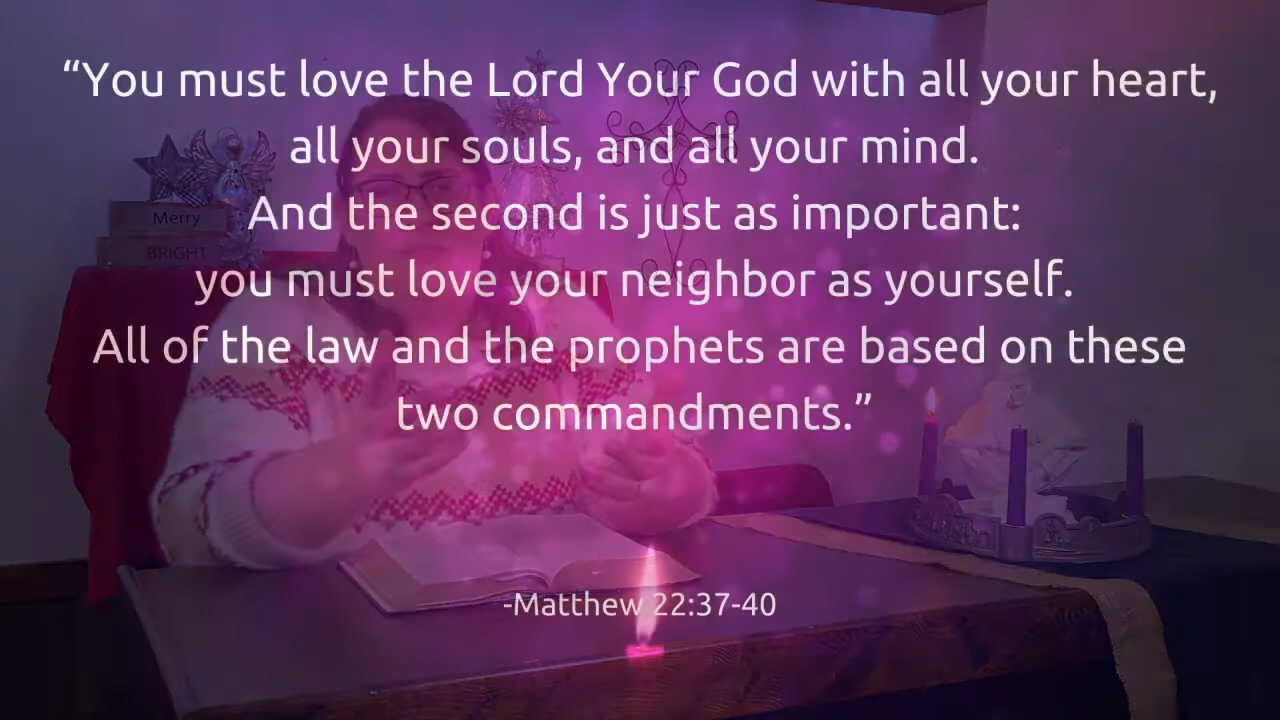 “You must love the Lord Your God with all your heart,
all your souls, and all your mind.
And the second is just as important:
you must love your neighbor as yourself.
All of the law and the prophets are based on these
two commandments.”
-Matthew 22:37-40
Merry
BRIGHT